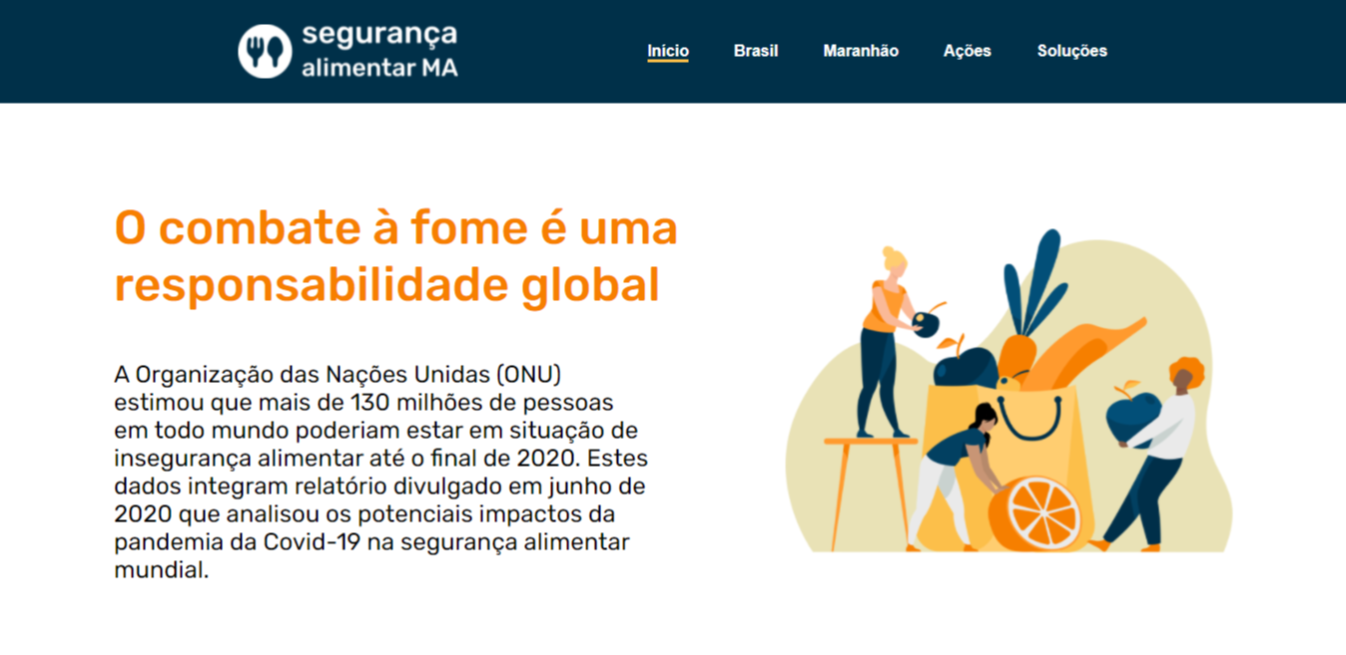 segurança
alimentar MA
Início
Brasil
Maranhão
Ações
Soluções
O combate à fome é uma
responsabilidade global
A Organização das Nações Unidas (ONU)
estimou que mais de 130 milhões de pessoas
em todo mundo poderiam estar em situação de
insegurança alimentar até o final de 2020. Estes
dados integram relatório divulgado em junho de
2020 que analisou os potenciais impactos da
pandemia da Covid-19 na segurança alimentar
mundial.